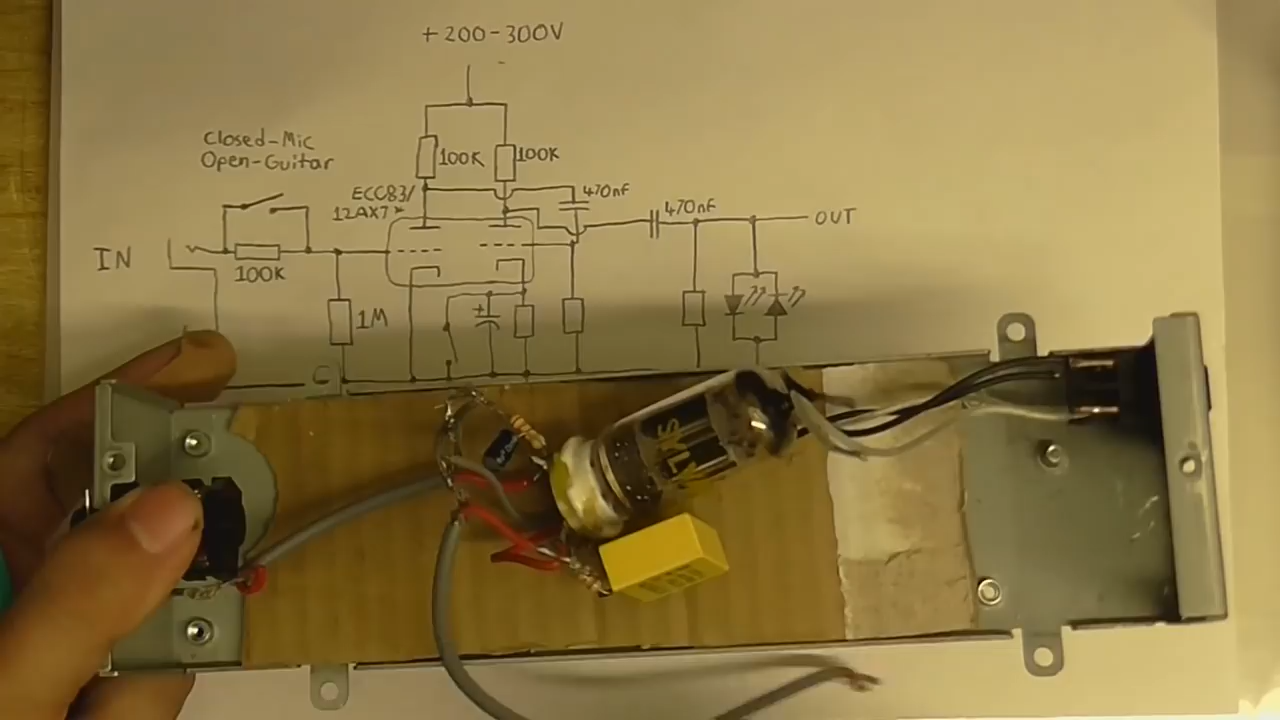 +200-300V
Closed-Mic
Open-Guitar
100K
100K
ECC83/
12AX7*
470nF
470nF
OUT
IN
100K
1M
+